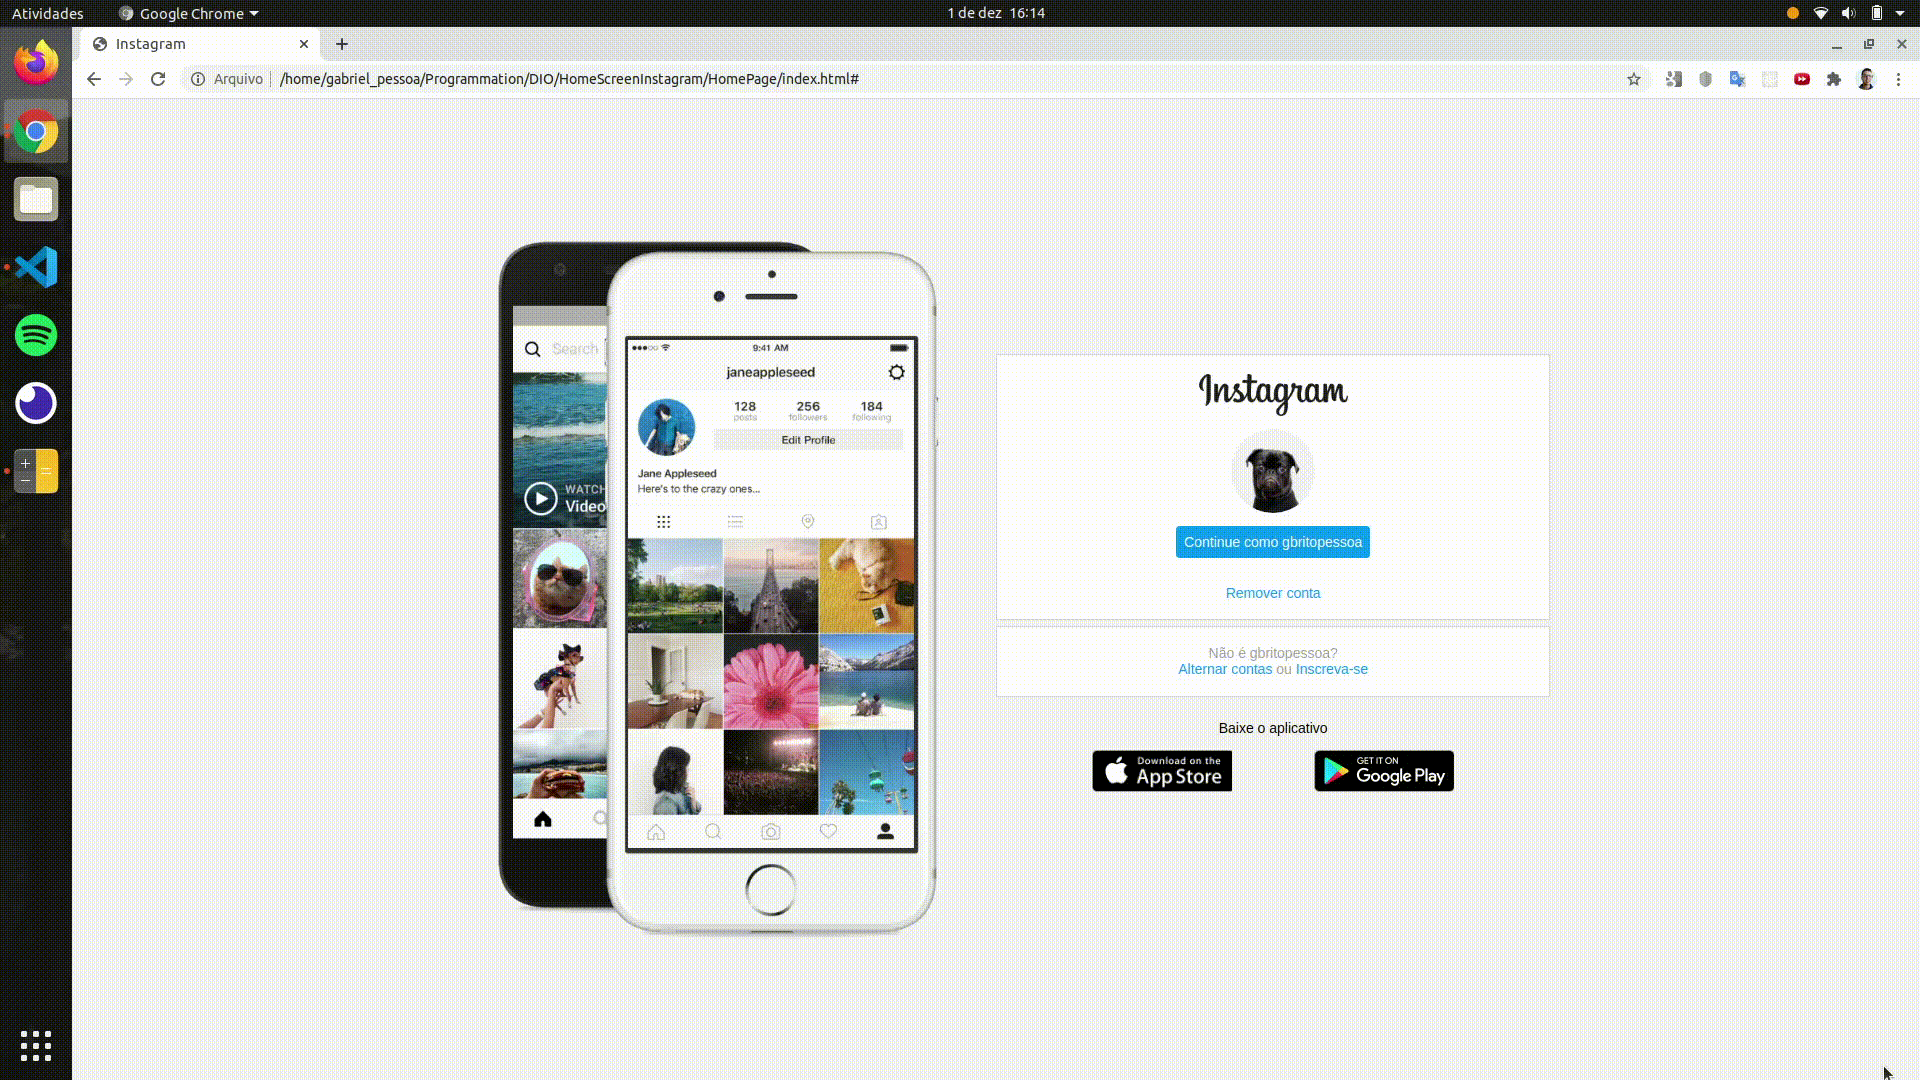 Atividades
Google Chrome
1 de dez 16:14
Instagram
Arquivo
/home/gabriel_pessoa/Programmation/DIO/HomeScreenInstagram/HomePage/index.html#
Search
WATCH
Video
9:41 AM
janeappleseed
128 256 184
posts followers following
Edit Profile
Jane Appleseed
Here's to the crazy ones...
Instagram
Continue como gbritopessoa
Remover conta
Não é gbritopessoa?
Alternar contas ou Inscreva-se
Baixe o aplicativo
Download on the
App Store
GET IT ON
Google Play